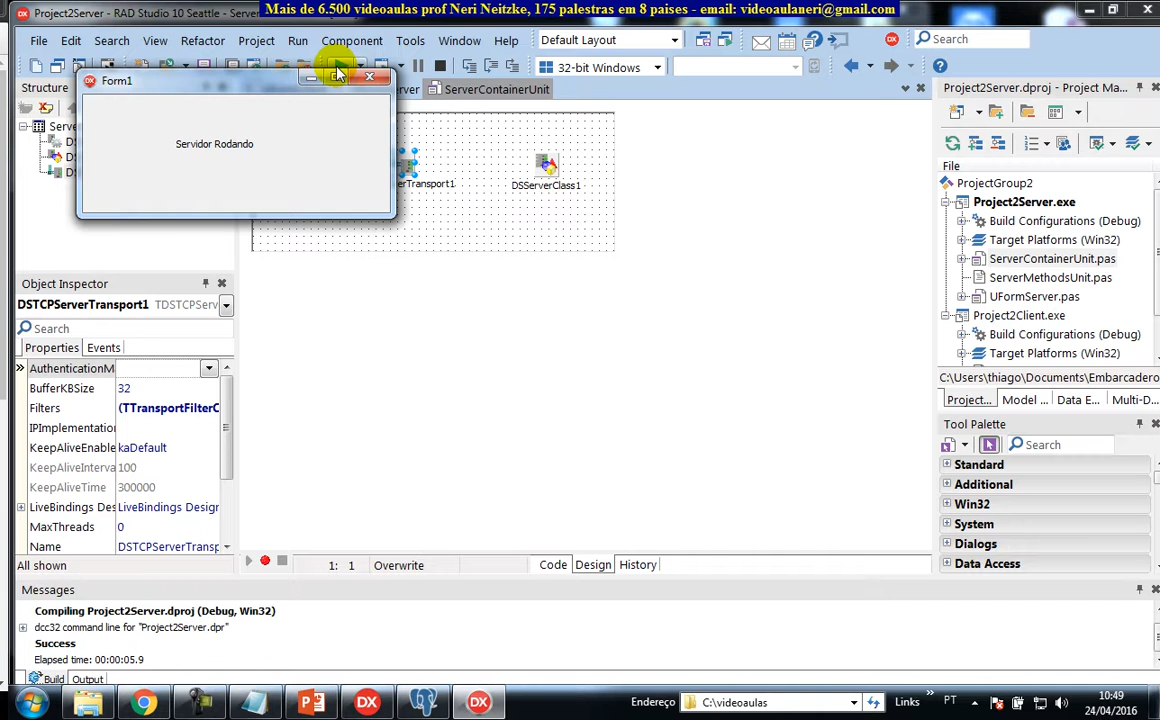 Mais de 6.500 videoaulas prof Neri Neitzke, 175 palestras em 8 paises - email: videoaulaneri@gmail.com
Project2Server - RAD Studio 10 Seattle - Server
File Edit Search View Refactor Project Run Component Tools Window Help
Default Layout
Search
32-bit Windows
Structure
Form1
erver
ServerContainerUnit
Project2Server.dproj - Project Ma...
Serve
DS
DS
DS
Servidor Rodando
erTransport1
DSServerClass1
File
ProjectGroup2
Project2Server.exe
Build Configurations (Debug)
Target Platforms (Win32)
ServerContainerUnit.pas
ServerMethodsUnit.pas
UFormServer.pas
Project2Client.exe
Build Configurations (Debug)
Target Platforms (Win32)
C:\Users\thiago\Documents\Embarcadero
Project... Model ... Data E... Multi-D...
Object Inspector
DSTCPServerTransport1 TDSTCPServ
Search
Properties Events
AuthenticationM
BufferKBSize 32
Filters (TTransportFilterC
IPImplementation
KeepAliveEnable kaDefault
KeepAliveInterva 100
KeepAliveTime 300000
LiveBindings Des LiveBindings Design
MaxThreads 0
Name DSTCPServerTransp
All shown
Tool Palette
Search
Standard
Additional
Win32
System
Dialogs
Data Access
1: 1 Overwrite Code Design History
Messages
Compiling Project2Server.dproj (Debug, Win32)
dcc32 command line for "Project2Server.dpr"
Success
Elapsed time: 00:00:05.9
Build Output
Endereço C:\videoaulas Links PT
10:49
24/04/2016